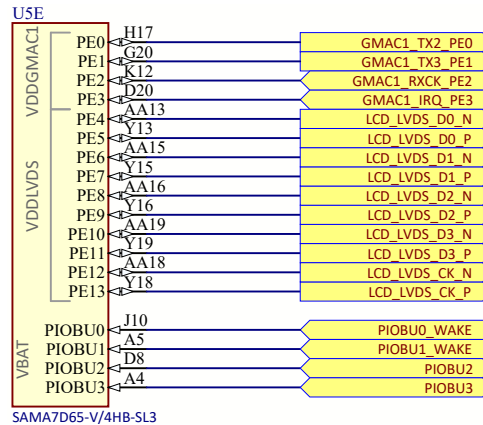 U5E
VDDGMAC1
PE0 H17 GMAC1_TX2_PE0
PE1 G20 GMAC1_TX3_PE1
PE2 K12 GMAC1_RXCK_PE2
PE3 D20 GMAC1_IRQ_PE3
VDDLVDS
PE4 AA13 LCD_LVDS_D0_N
PE5 Y13 LCD_LVDS_D0_P
PE6 AA15 LCD_LVDS_D1_N
PE7 Y15 LCD_LVDS_D1_P
PE8 AA16 LCD_LVDS_D2_N
PE9 Y16 LCD_LVDS_D2_P
PE10 AA19 LCD_LVDS_D3_N
PE11 Y19 LCD_LVDS_D3_P
PE12 AA18 LCD_LVDS_CK_N
PE13 Y18 LCD_LVDS_CK_P
VBAT
PIOBU0 J10 PIOBU0_WAKE
PIOBU1 A5 PIOBU1_WAKE
PIOBU2 D8 PIOBU2
PIOBU3 A4 PIOBU3
SAMA7D65-V/4HB-SL3